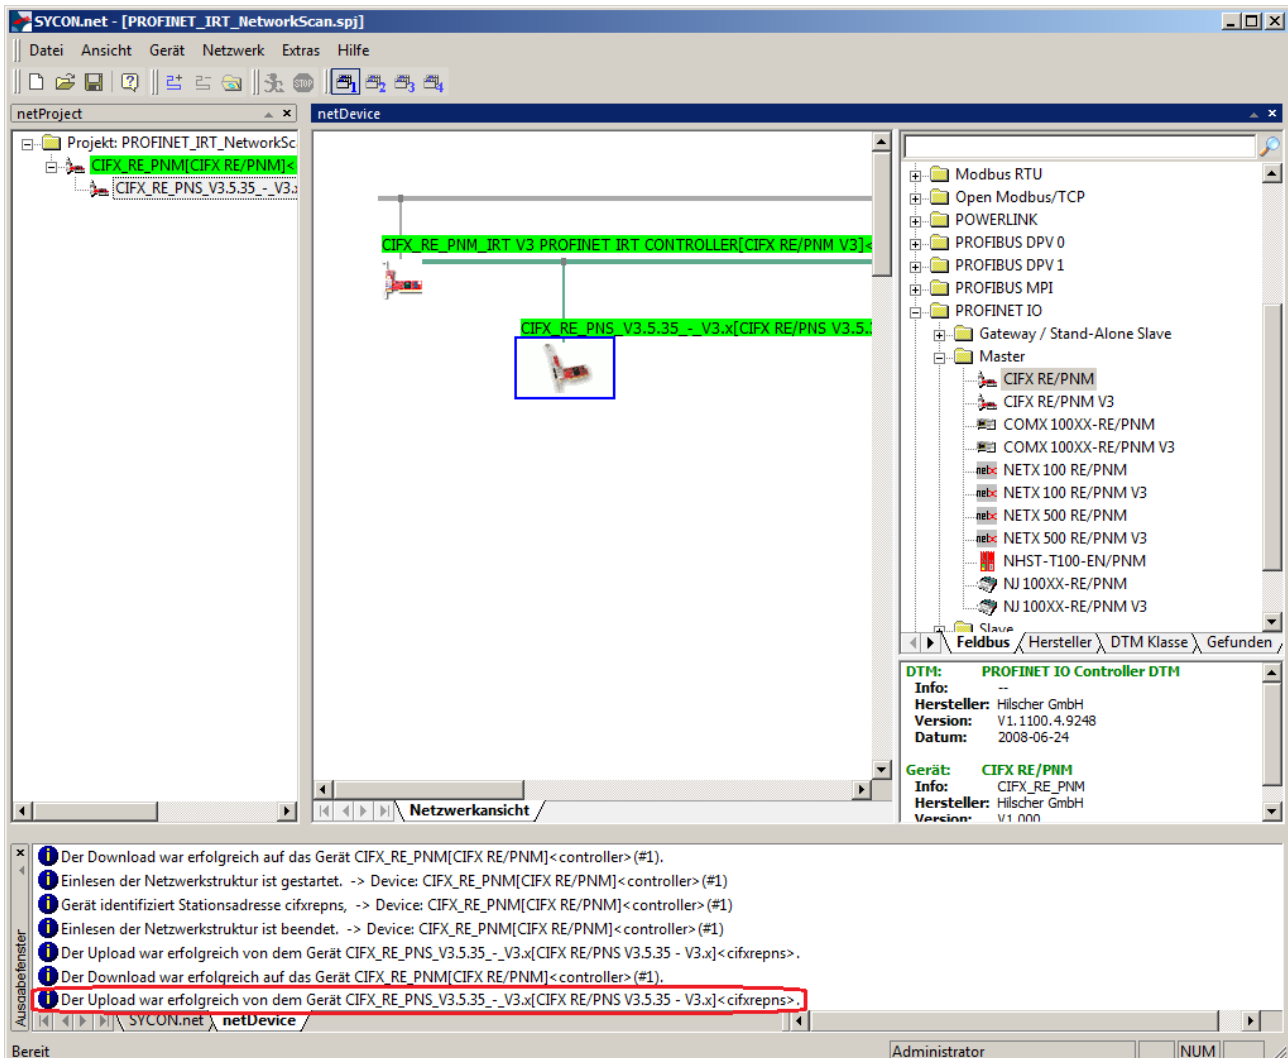 SYCON.net - [PROFINET_IRT_NetworkScan.spj]
Datei Ansicht Gerät Netzwerk Extras Hilfe
netProject
netDevice
Projekt: PROFINET_IRT_NetworkSc
CIFX_RE_PNM[CIFX RE/PNM]<
CIFX_RE_PNS_V3.5.35_-_V3.x
CIFX_RE_PNM_IRT V3 PROFINET IRT CONTROLLER[CIFX RE/PNM V3]<
CIFX_RE_PNS_V3.5.35_-_V3.x[CIFX RE/PNS V3.5.3
Netzwerkansicht
Modbus RTU
Open Modbus/TCP
POWERLINK
PROFIBUS DPV0
PROFIBUS DPV1
PROFIBUS MPI
PROFINET IO
Gateway / Stand-Alone Slave
Master
CIFX RE/PNM
CIFX RE/PNM V3
COMX 100XX-RE/PNM
COMX 100XX-RE/PNM V3
NETX 100 RE/PNM
NETX 100 RE/PNM V3
NETX 500 RE/PNM
NETX 500 RE/PNM V3
NHST-T100-EN/PNM
NJ 100XX-RE/PNM
NJ 100XX-RE/PNM V3
Slave
Feldbus Hersteller DTM Klasse Gefunden
DTM: PROFINET IO Controller DTM
Info: --
Hersteller: Hilscher GmbH
Version: V1.1100.4.9248
Datum: 2008-06-24
Gerät: CIFX RE/PNM
Info: CIFX_RE_PNM
Hersteller: Hilscher GmbH
Version: V1.000
Der Download war erfolgreich auf das Gerät CIFX_RE_PNM[CIFX RE/PNM]<controller>(#1).
Einlesen der Netzwerkstruktur ist gestartet. -> Device: CIFX_RE_PNM[CIFX RE/PNM]<controller>(#1)
Gerät identifiziert Stationsadresse cifxrepns, -> Device: CIFX_RE_PNM[CIFX RE/PNM]<controller>(#1)
Einlesen der Netzwerkstruktur ist beendet. -> Device: CIFX_RE_PNM[CIFX RE/PNM]<controller>(#1)
Der Upload war erfolgreich von dem Gerät CIFX_RE_PNS_V3.5.35_-_V3.x[CIFX RE/PNS V3.5.35 - V3.x]<cifxrepns>.
Der Download war erfolgreich auf das Gerät CIFX_RE_PNM[CIFX RE/PNM]<controller>(#1).
Der Upload war erfolgreich von dem Gerät CIFX_RE_PNS_V3.5.35_-_V3.x[CIFX RE/PNS V3.5.35 - V3.x]<cifxrepns>.
Ausgabefenster
SYCON.net netDevice
Bereit
Administrator
NUM